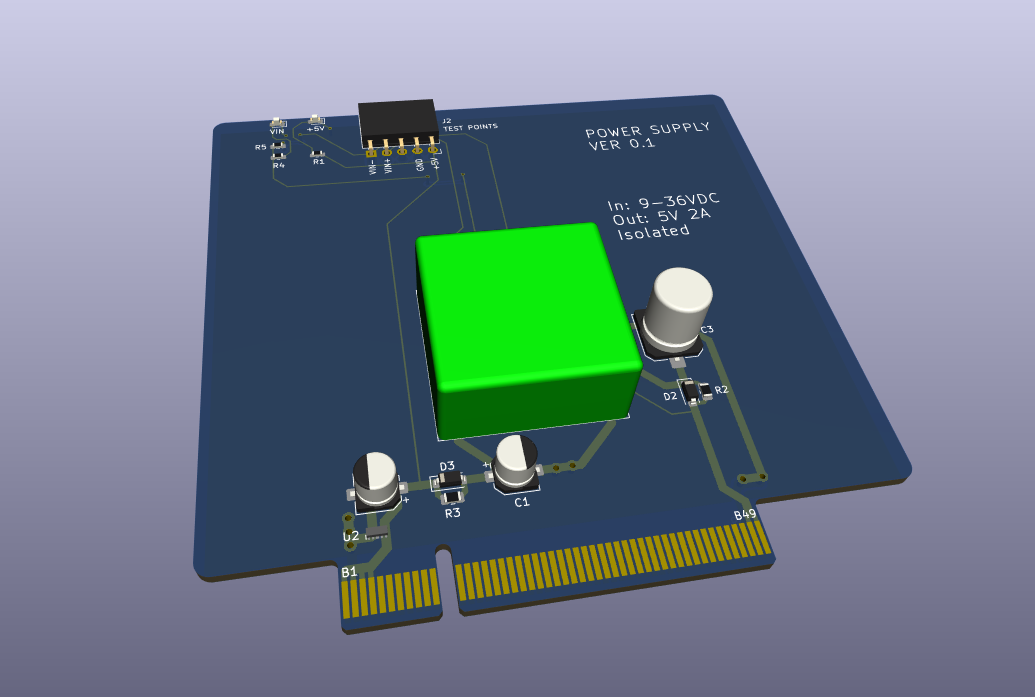 VIN
+5V
R5
R4
R1
J2
TEST POINTS
VIN-
VIN+
GND
+5V
POWER SUPPLY
VER 0.1
In: 9-36VDC
Out: 5V 2A
Isolated
C3
D2
R2
D3
+
+
R3
C1
U2
B1
B49